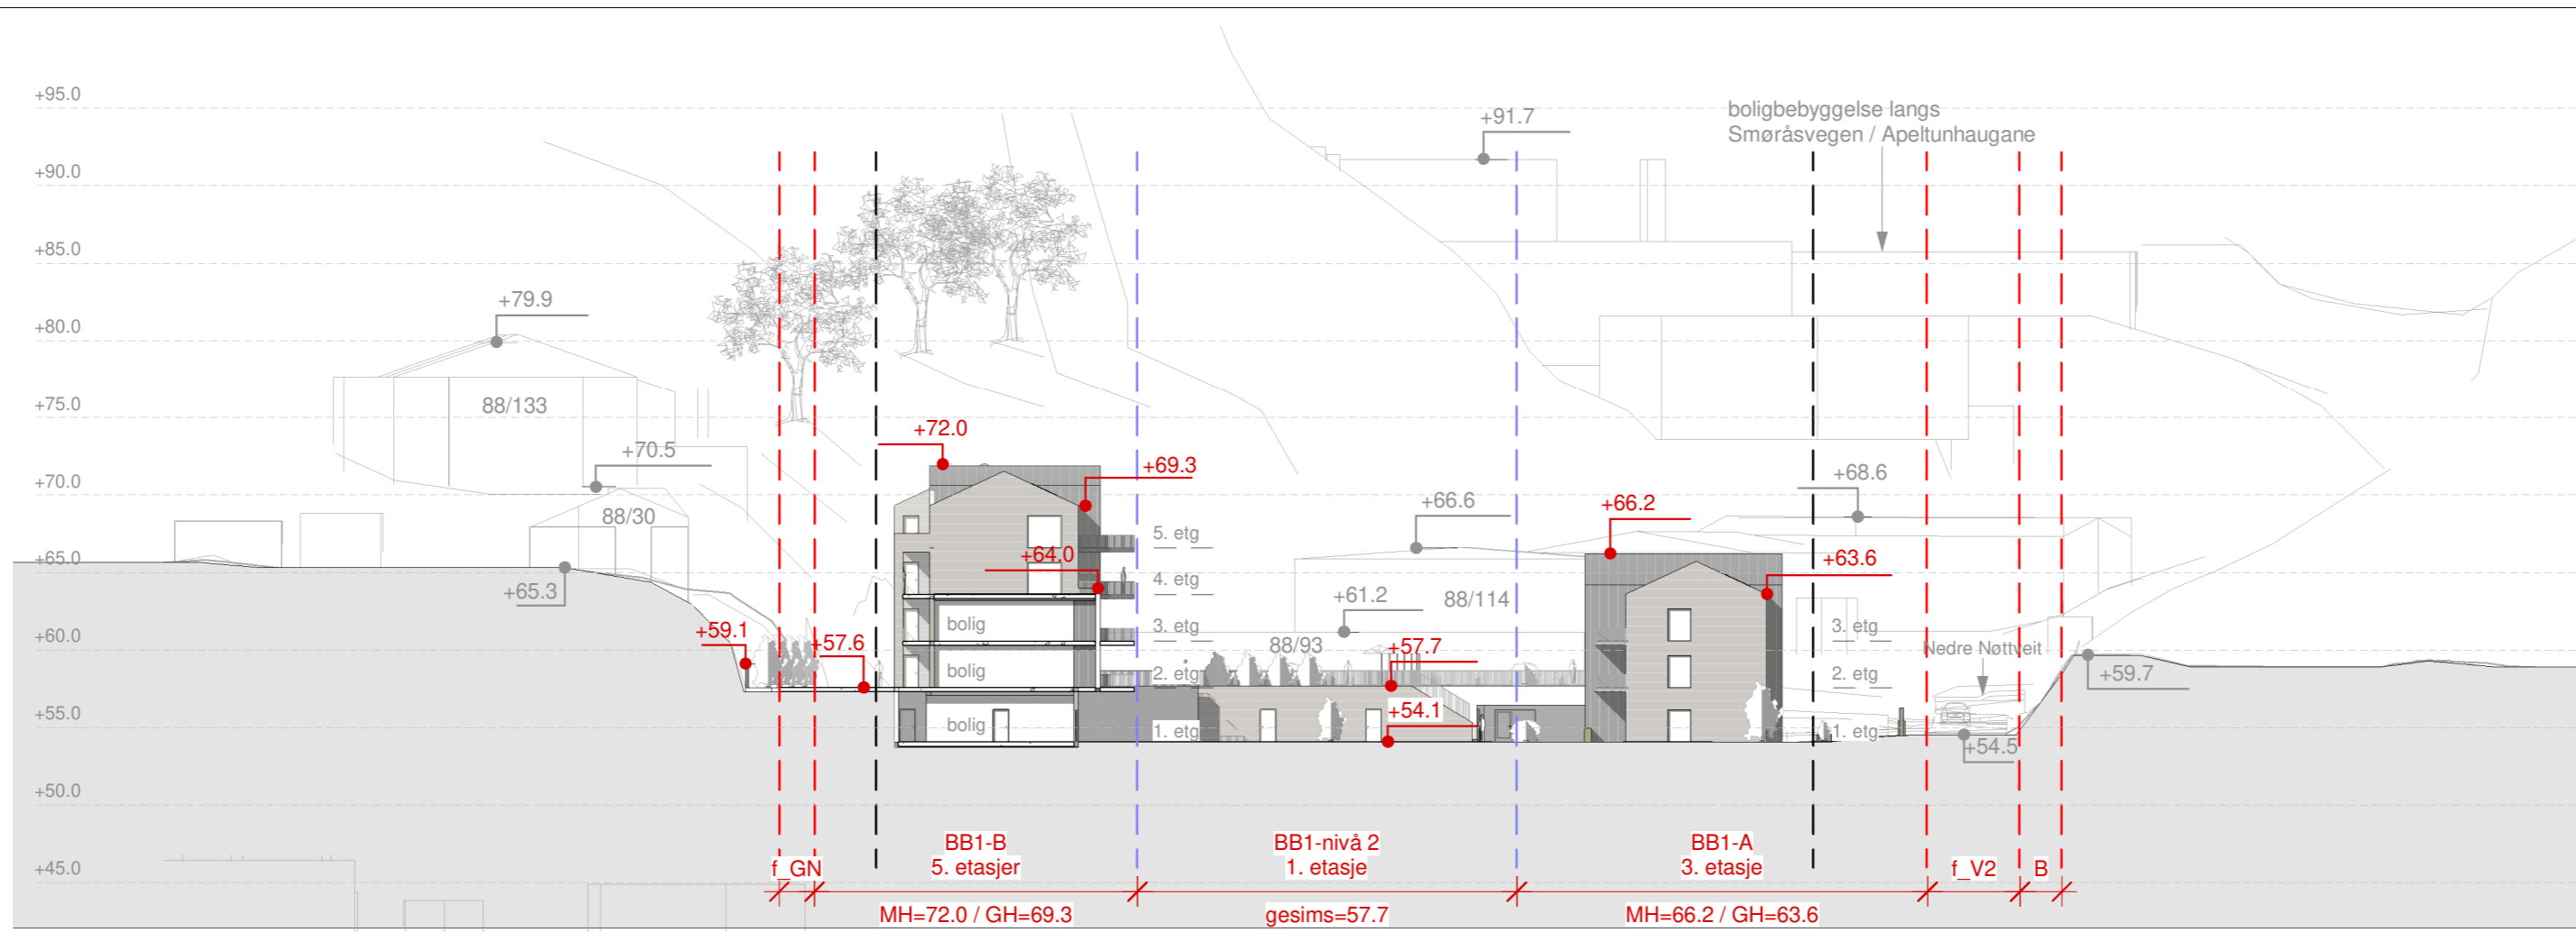 +95.0
boligbebyggelse langs
Smøråsvegen / Apeltunhaugane
+91.7
+90.0
+85.0
+79.9
+80.0
+75.0
88/133
+72.0
+70.5
+69.3
+70.0
+68.6
+66.6
+66.2
88/30
5. etg
+65.0
+64.0
+63.6
4. etg
+65.3
+61.2
88/114
bolig
3. etg
3. etg
+60.0
+59.1
+57.6
88/93
+57.7
Nedre Nøttveit
bolig
2. etg
2. etg
+59.7
+55.0
bolig
1. etg
+54.1
1. etg
+54.5
+50.0
+45.0
f_GN
BB1-B
5. etasjer
BB1-nivå 2
1. etasje
BB1-A
3. etasje
f_V2
B
MH=72.0 / GH=69.3
gesims=57.7
MH=66.2 / GH=63.6